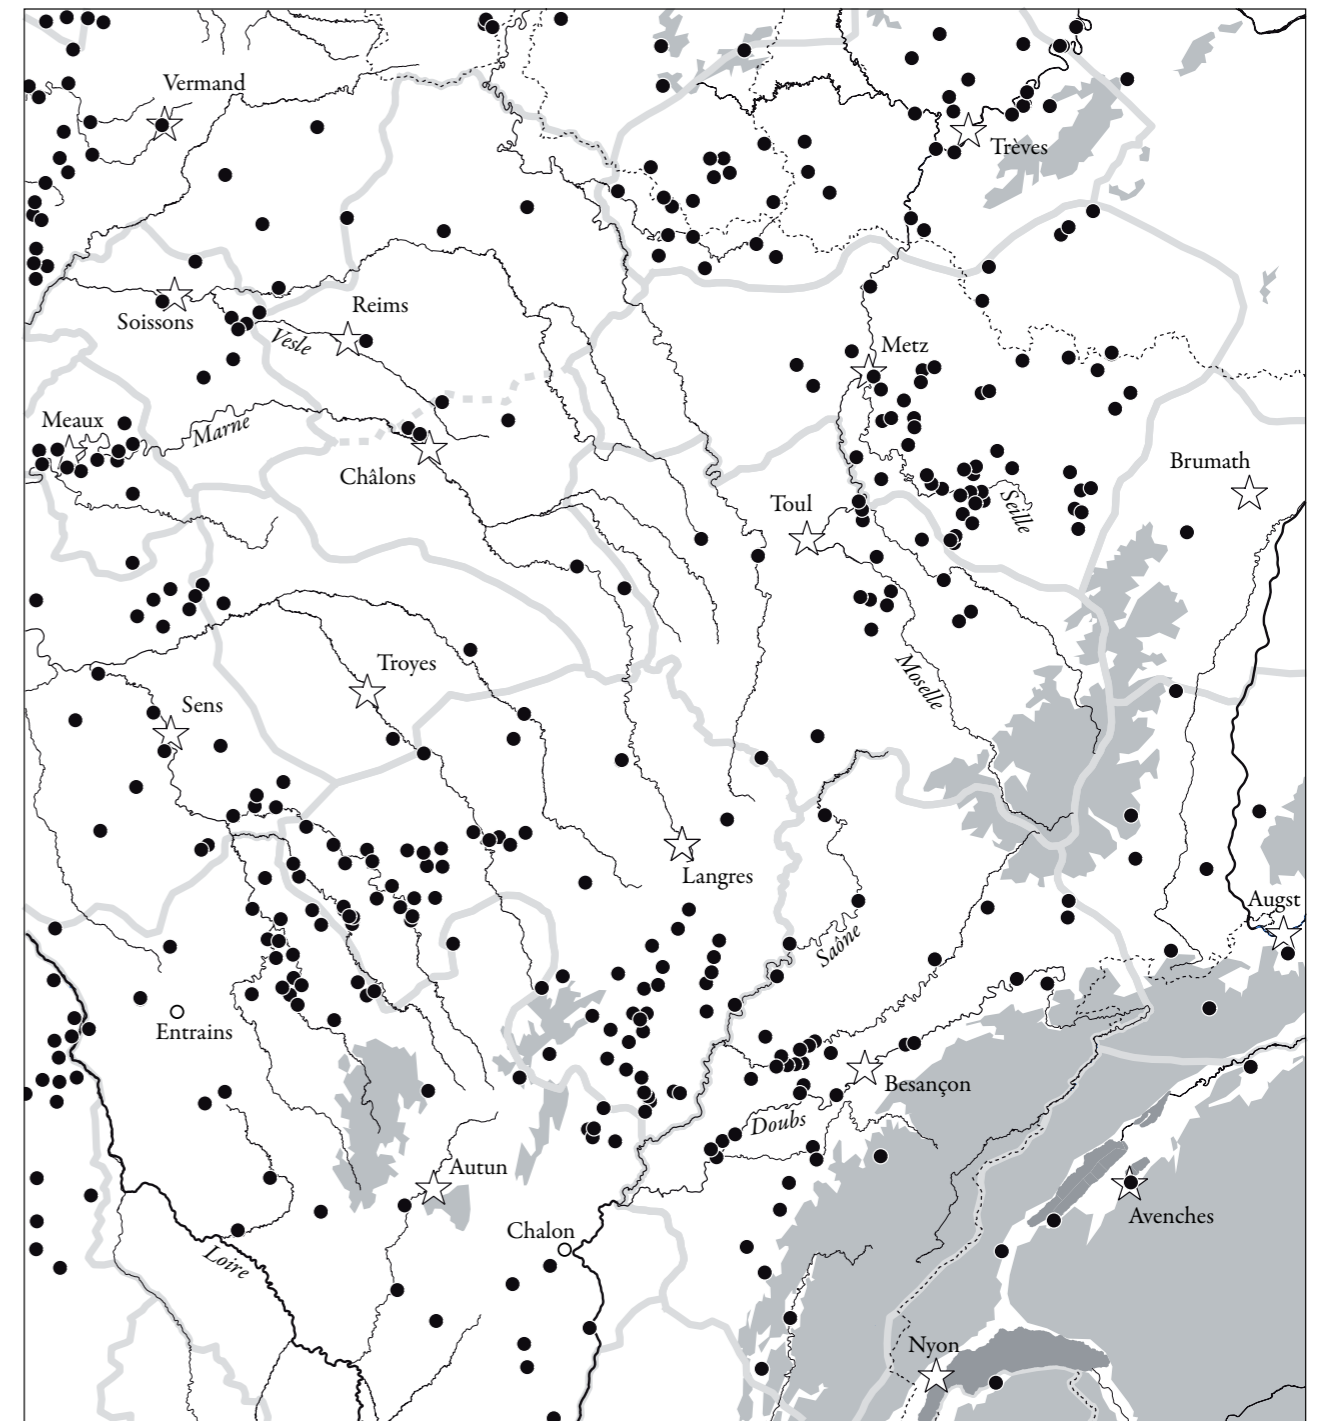 Vermand
Trèves
Soissons
Reims
Vesle
Metz
Meaux
Marne
Châlons
Brumath
Toul
Seille
Troyes
Moselle
Sens
Langres
Augst
Saône
Entrains
Besançon
Doubs
Autun
Avenches
Chalon
Loire
Nyon